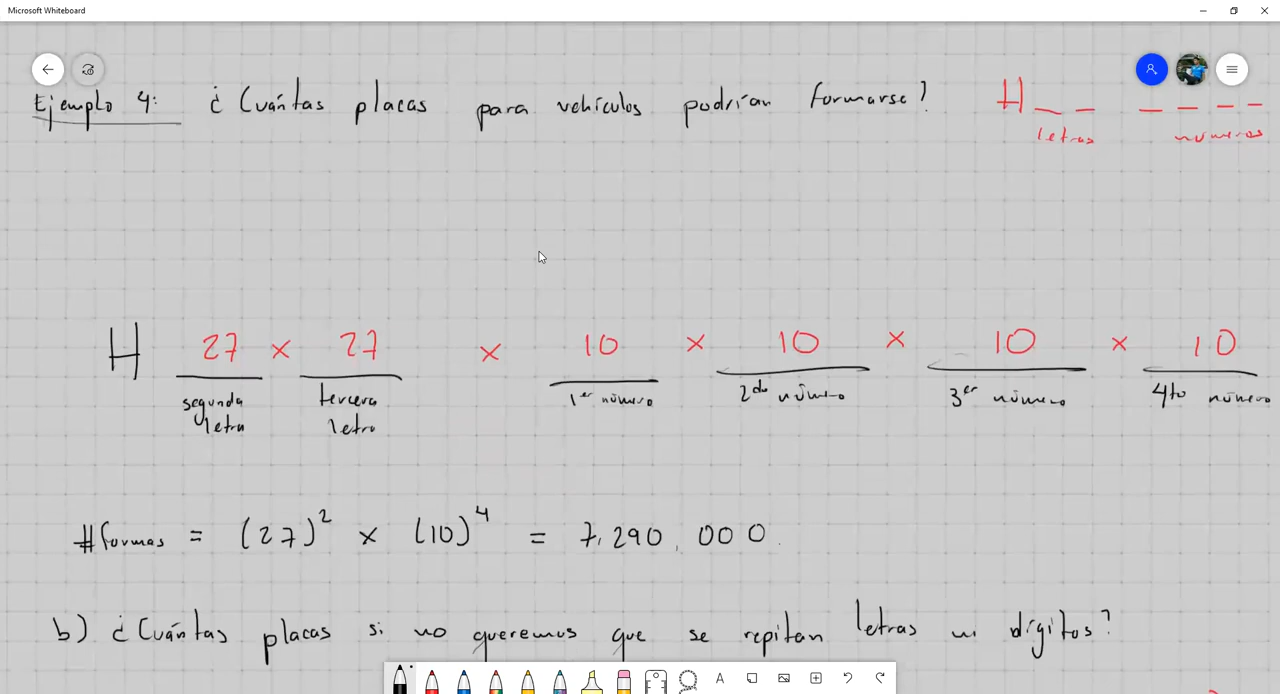 Microsoft Whiteboard
Ejemplo 4: ¿Cuántas placas para vehículos podrían formarse? H _ _ _ _ _ _
letras números
H 27 x 27 x 10 x 10 x 10 x 10
segunda letra tercera letra 1er número 2do número 3er número 4to número
#formas = (27)² x (10)⁴ = 7,290,000
b) ¿Cuántas placas si no queremos que se repitan letras ni dígitos?